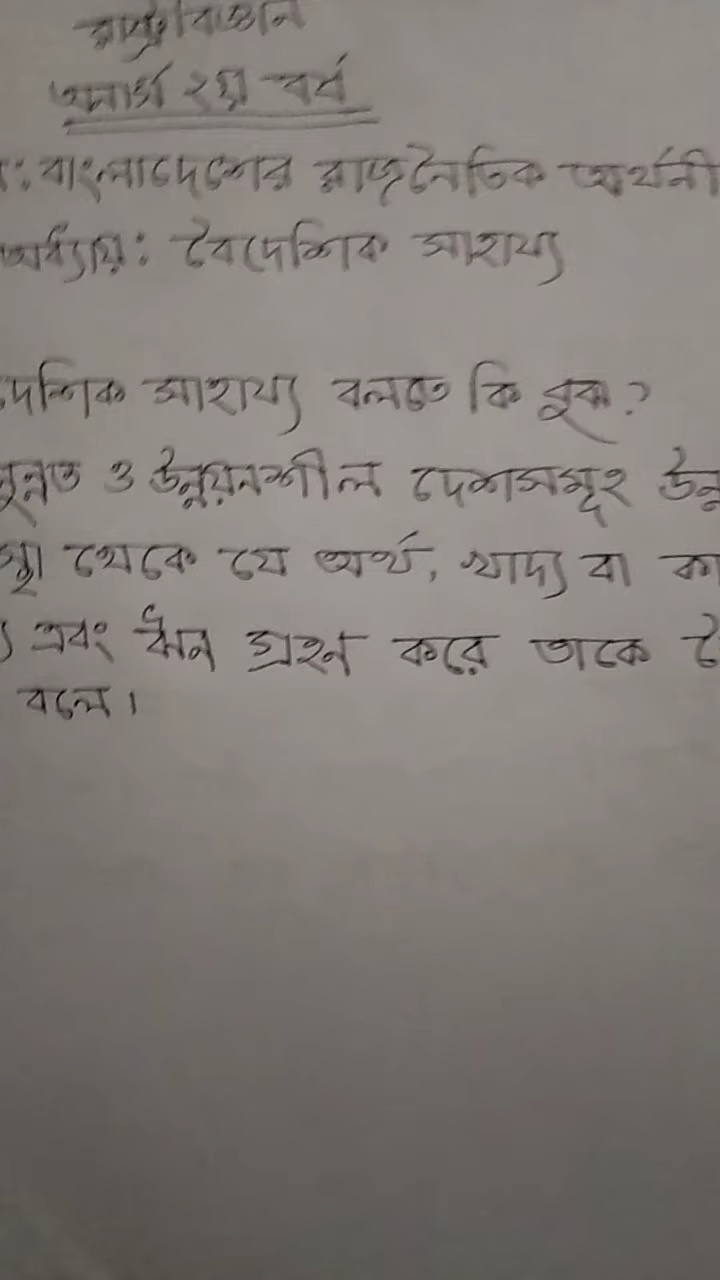 রাষ্ট্রবিজ্ঞান
অনার্স ২য় বর্ষ
: বাংলাদেশের রাজনৈতিক অর্থনী
অধ্যায়: বৈদেশিক সাহায্য
দেশিক সাহায্য বলতে কি বুঝ?
নুন্নত ও উন্নয়নশীল দেশসমূহ উন্ন
স্থা থেকে যে অর্থ, খাদ্য বা কা
এবং ঋন গ্রহন করে তাকে বৈ
বলে।